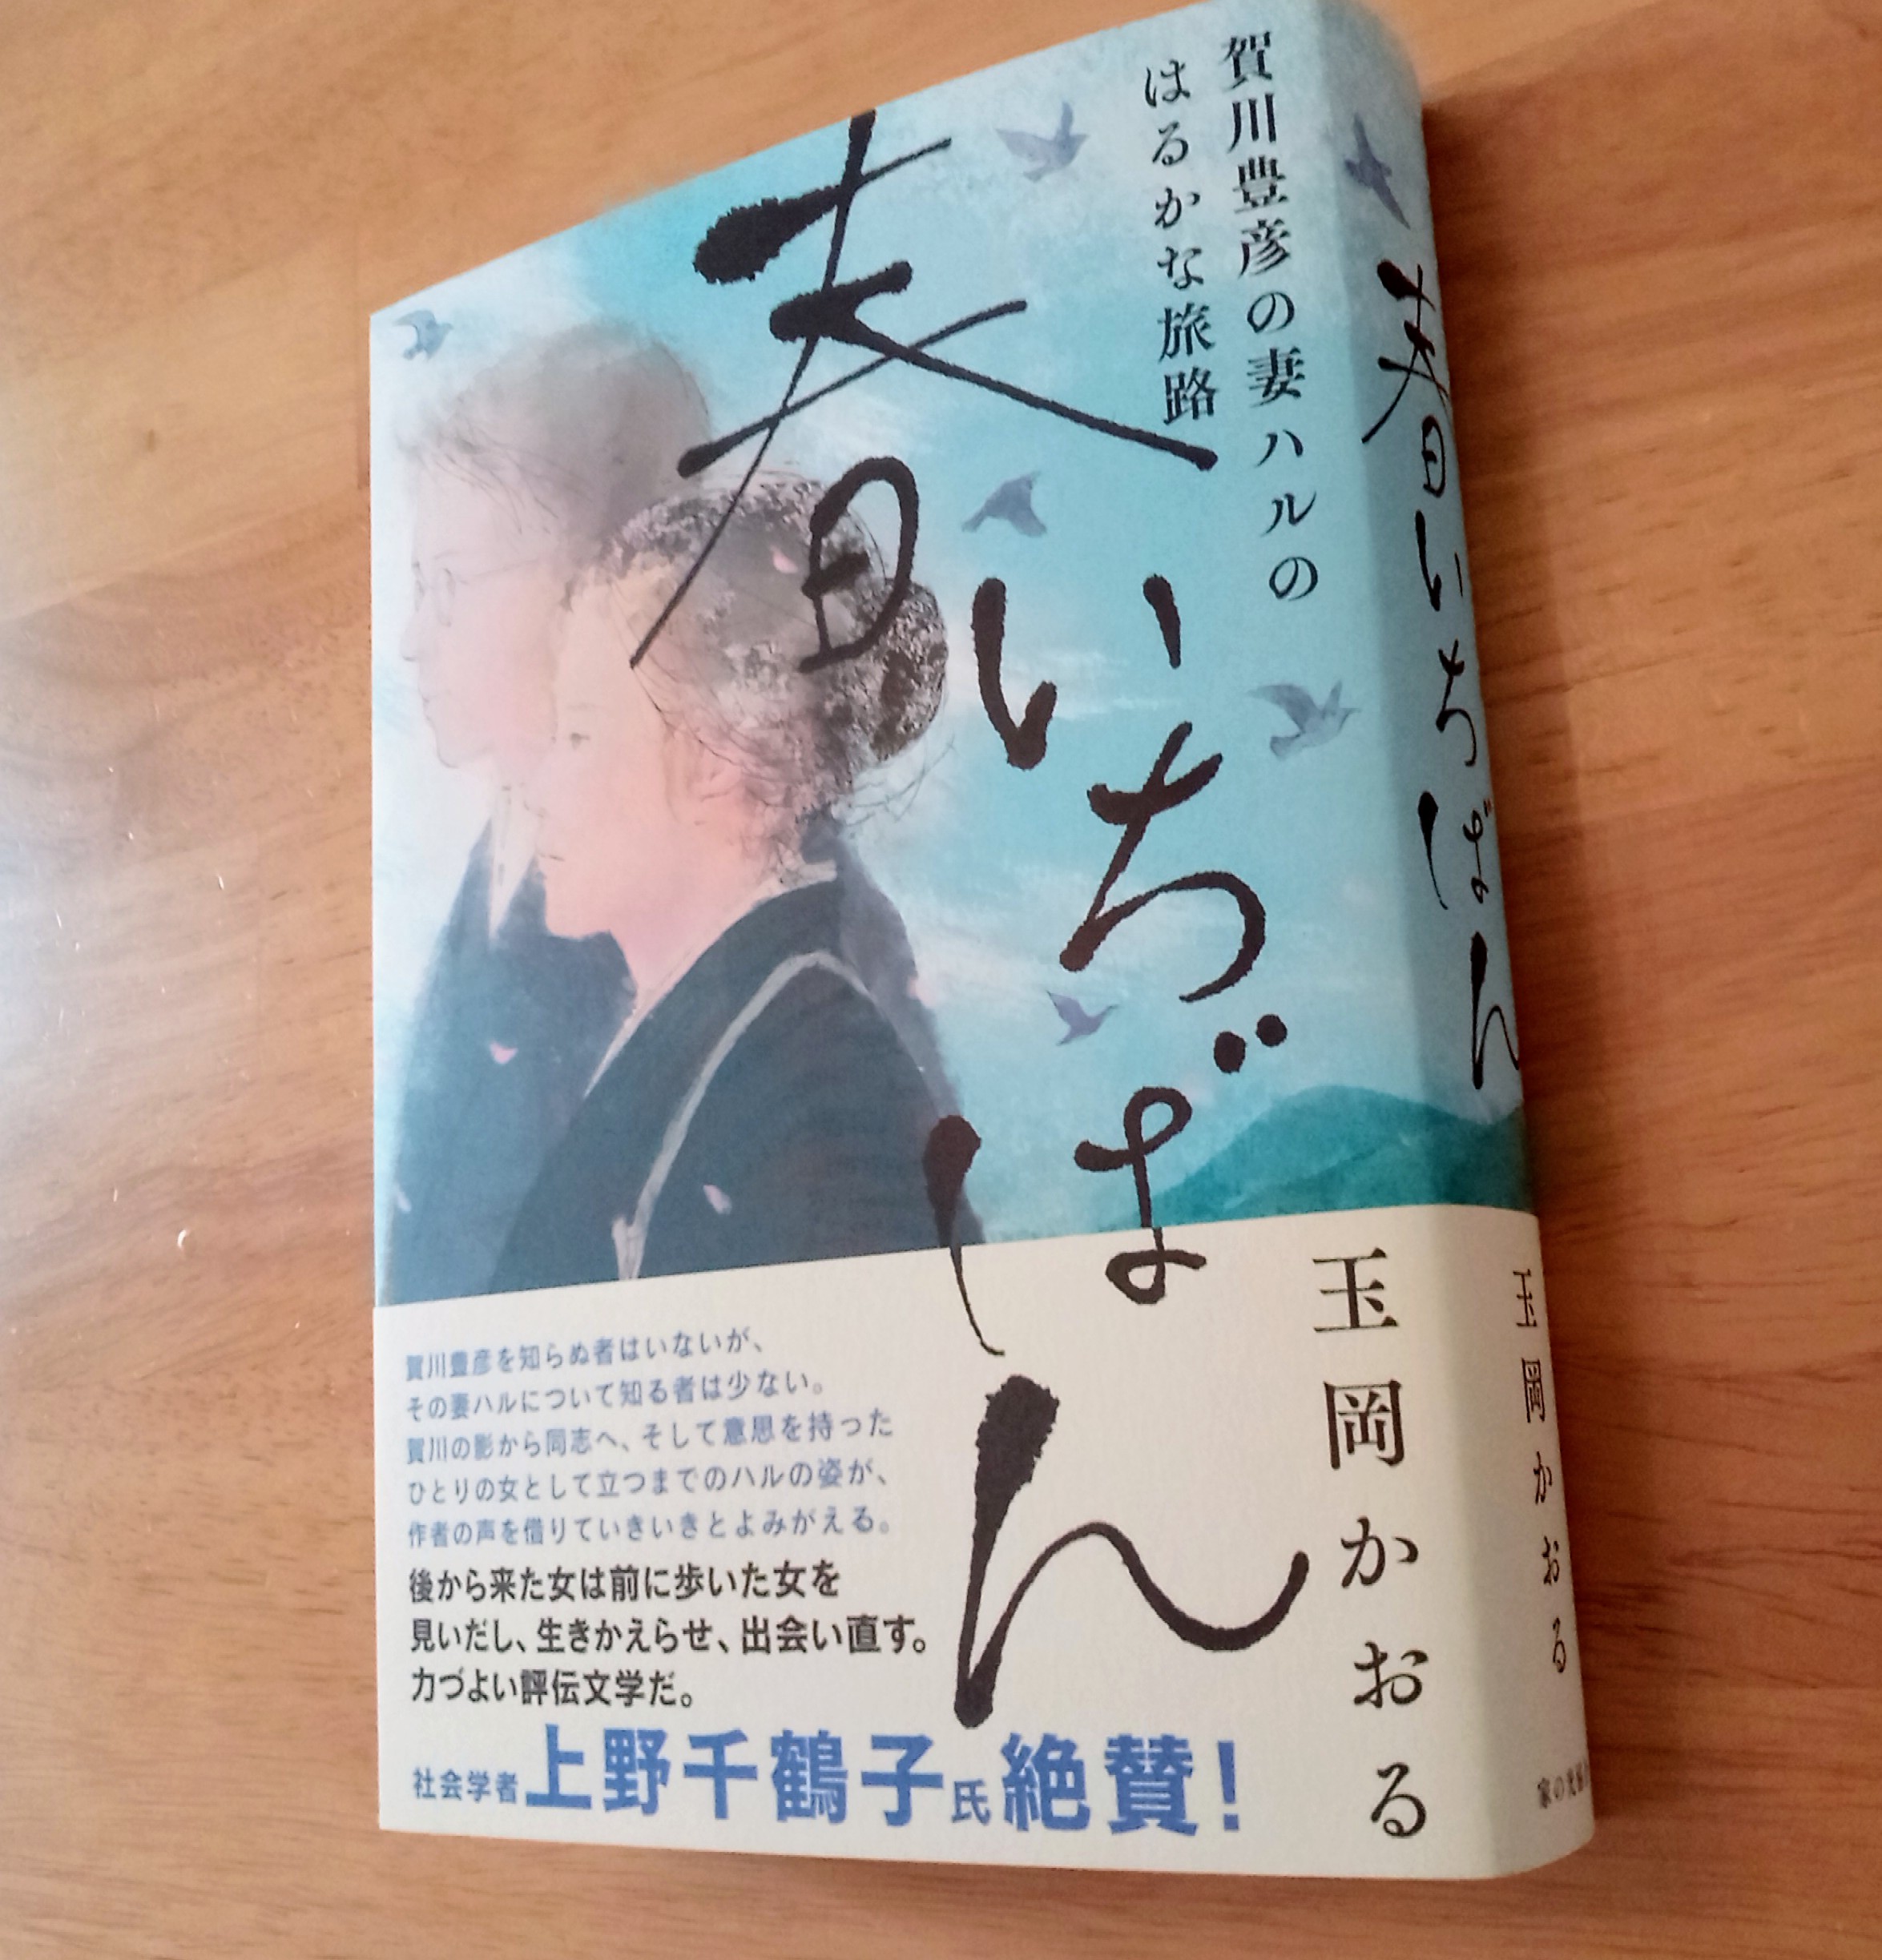 賀川豊彦の妻ハルの
はるかな旅路
春いちばん
玉岡かおる
賀川豊彦を知らぬ者はいないが、
その妻ハルについて知る者は少ない。
賀川の影から同志へ、そして意思を持った
ひとりの女として立つまでのハルの姿が、
作者の声を借りていきいきとよみがえる。
後から来た女は前に歩いた女を
見いだし、生きかえらせ、出会い直す。
力づよい評伝文学だ。
社会学者上野千鶴子氏絶賛！
春いちばん
玉岡かおる
家の光